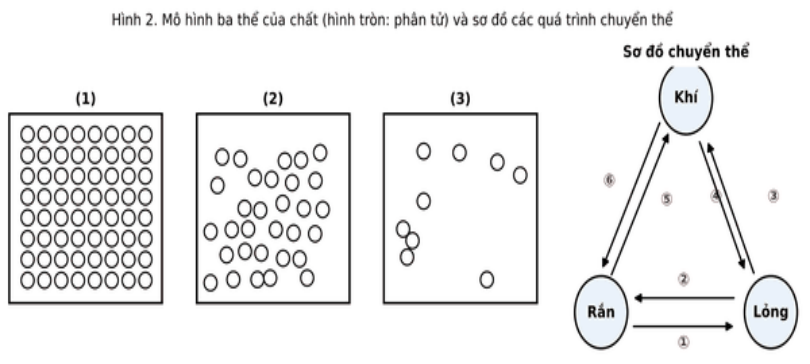 Hình 2. Mô hình ba thể của chất (hình tròn: phân tử) và sơ đồ các quá trình chuyển thể
Sơ đồ chuyển thể
(1) (2) (3)
Khí
⑥ ⑤ ④ ③
②
Rắn Lỏng
①